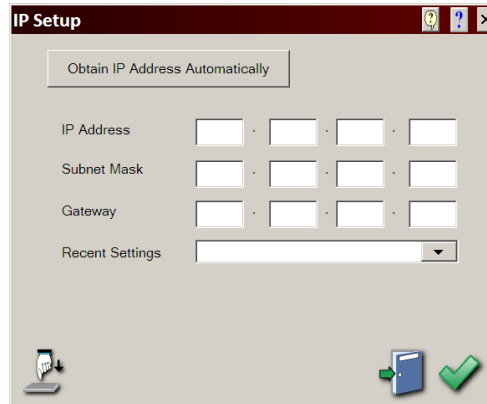 IP Setup
Obtain IP Address Automatically
IP Address . . .
Subnet Mask . . .
Gateway . . .
Recent Settings